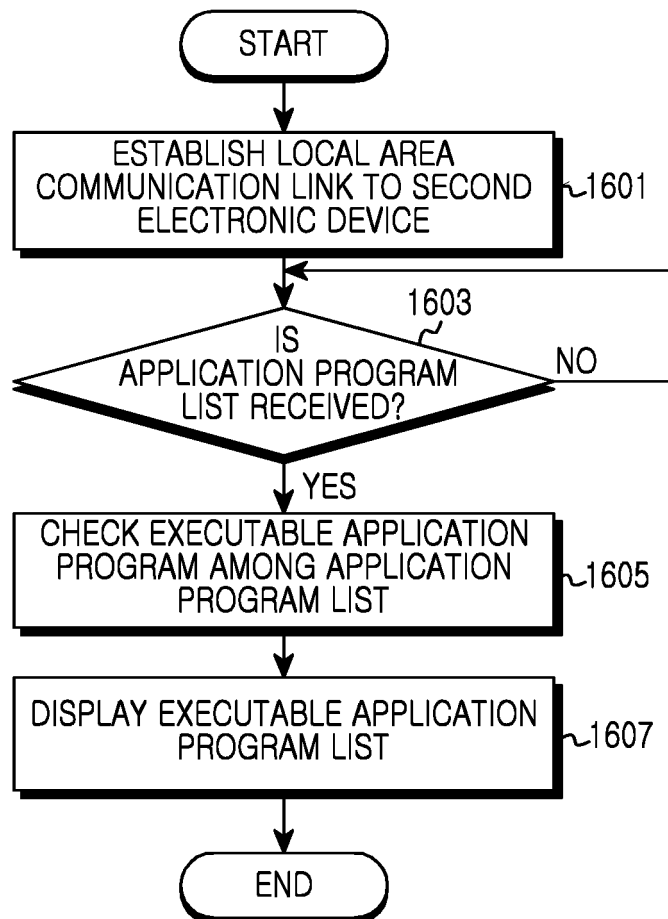 START
ESTABLISH LOCAL AREA
COMMUNICATION LINK TO SECOND
ELECTRONIC DEVICE
1601
1603
IS
APPLICATION PROGRAM
LIST RECEIVED?
NO
YES
CHECK EXECUTABLE APPLICATION
PROGRAM AMONG APPLICATION
PROGRAM LIST
1605
DISPLAY EXECUTABLE APPLICATION
PROGRAM LIST
1607
END